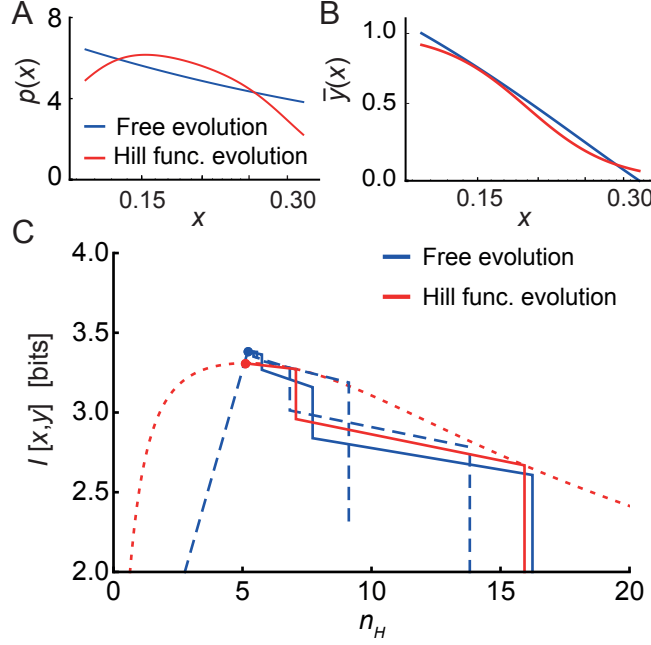 A
8
4
0
p(x)
Free evolution
Hill func. evolution
0.15
0.30
x
B
1.0
0.5
0.0
ȳ(x)
0.15
0.30
x
C
4.0
3.5
3.0
2.5
2.0
I [x,y] [bits]
Free evolution
Hill func. evolution
0
5
10
15
20
n_H